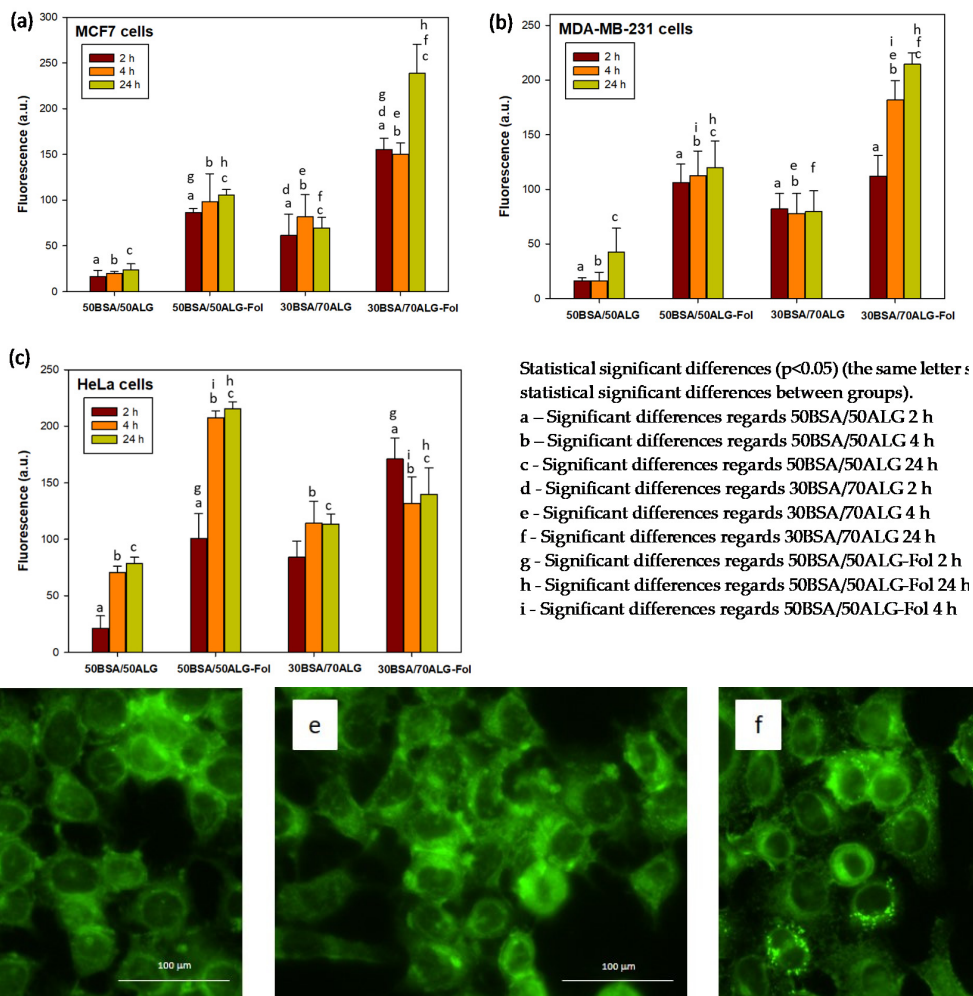 (a)
MCF7 cells
2 h
4 h
24 h
Fluorescence (a.u.)
300
250
200
150
100
50
0
a b c
g a b h c
d a e b f c
g d a e b h f c
50BSA/50ALG 50BSA/50ALG-Fol 30BSA/70ALG 30BSA/70ALG-Fol
(b)
MDA-MB-231 cells
2 h
4 h
24 h
Fluorescence (a.u.)
250
200
150
100
50
0
a b c
a i b h c
a e b f
a i e b h f c
50BSA/50ALG 50BSA/50ALG-Fol 30BSA/70ALG 30BSA/70ALG-Fol
(c)
HeLa cells
2 h
4 h
24 h
Fluorescence (a.u.)
250
200
150
100
50
0
a b c
g a i b h c
b c
g a i b h c
50BSA/50ALG 50BSA/50ALG-Fol 30BSA/70ALG 30BSA/70ALG-Fol
Statistical significant differences (p<0.05) (the same letter s
statistical significant differences between groups).
a – Significant differences regards 50BSA/50ALG 2 h
b – Significant differences regards 50BSA/50ALG 4 h
c - Significant differences regards 50BSA/50ALG 24 h
d - Significant differences regards 30BSA/70ALG 2 h
e - Significant differences regards 30BSA/70ALG 4 h
f - Significant differences regards 30BSA/70ALG 24 h
g - Significant differences regards 50BSA/50ALG-Fol 2 h
h - Significant differences regards 50BSA/50ALG-Fol 24 h
i - Significant differences regards 50BSA/50ALG-Fol 4 h
100 µm
e
100 µm
f